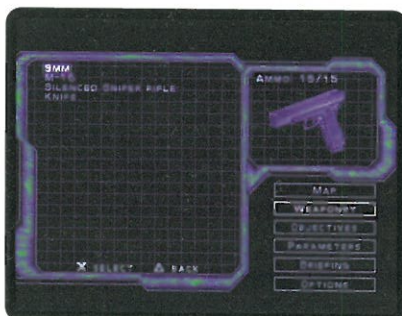 9MM
M-16
SILENCED SNIPER RIFLE
KNIFE
AMMO: 15/15
MAP
WEAPONRY
OBJECTIVES
PARAMETERS
BRIEFING
OPTIONS
X SELECT △ BACK